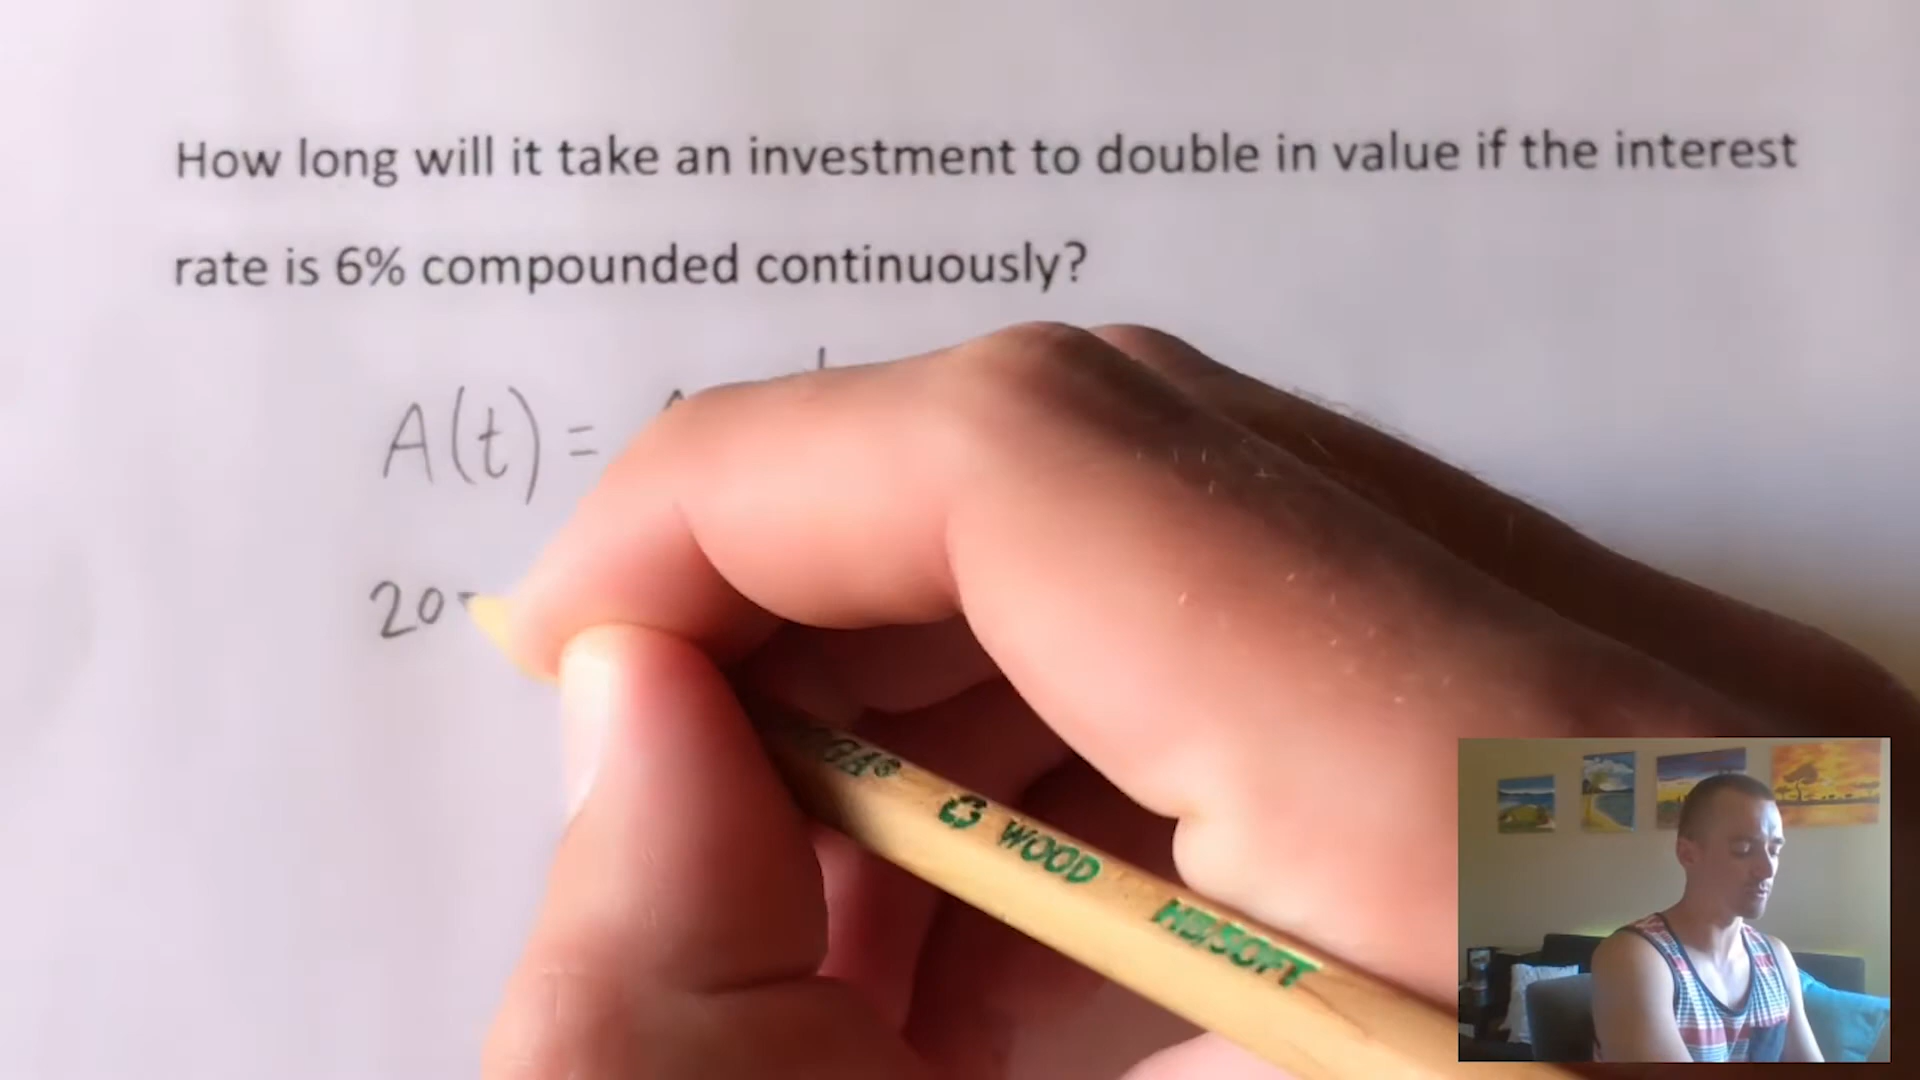 How long will it take an investment to double in value if the interest
rate is 6% compounded continuously?
A(t) =
20
WOOD
HB/SOFT